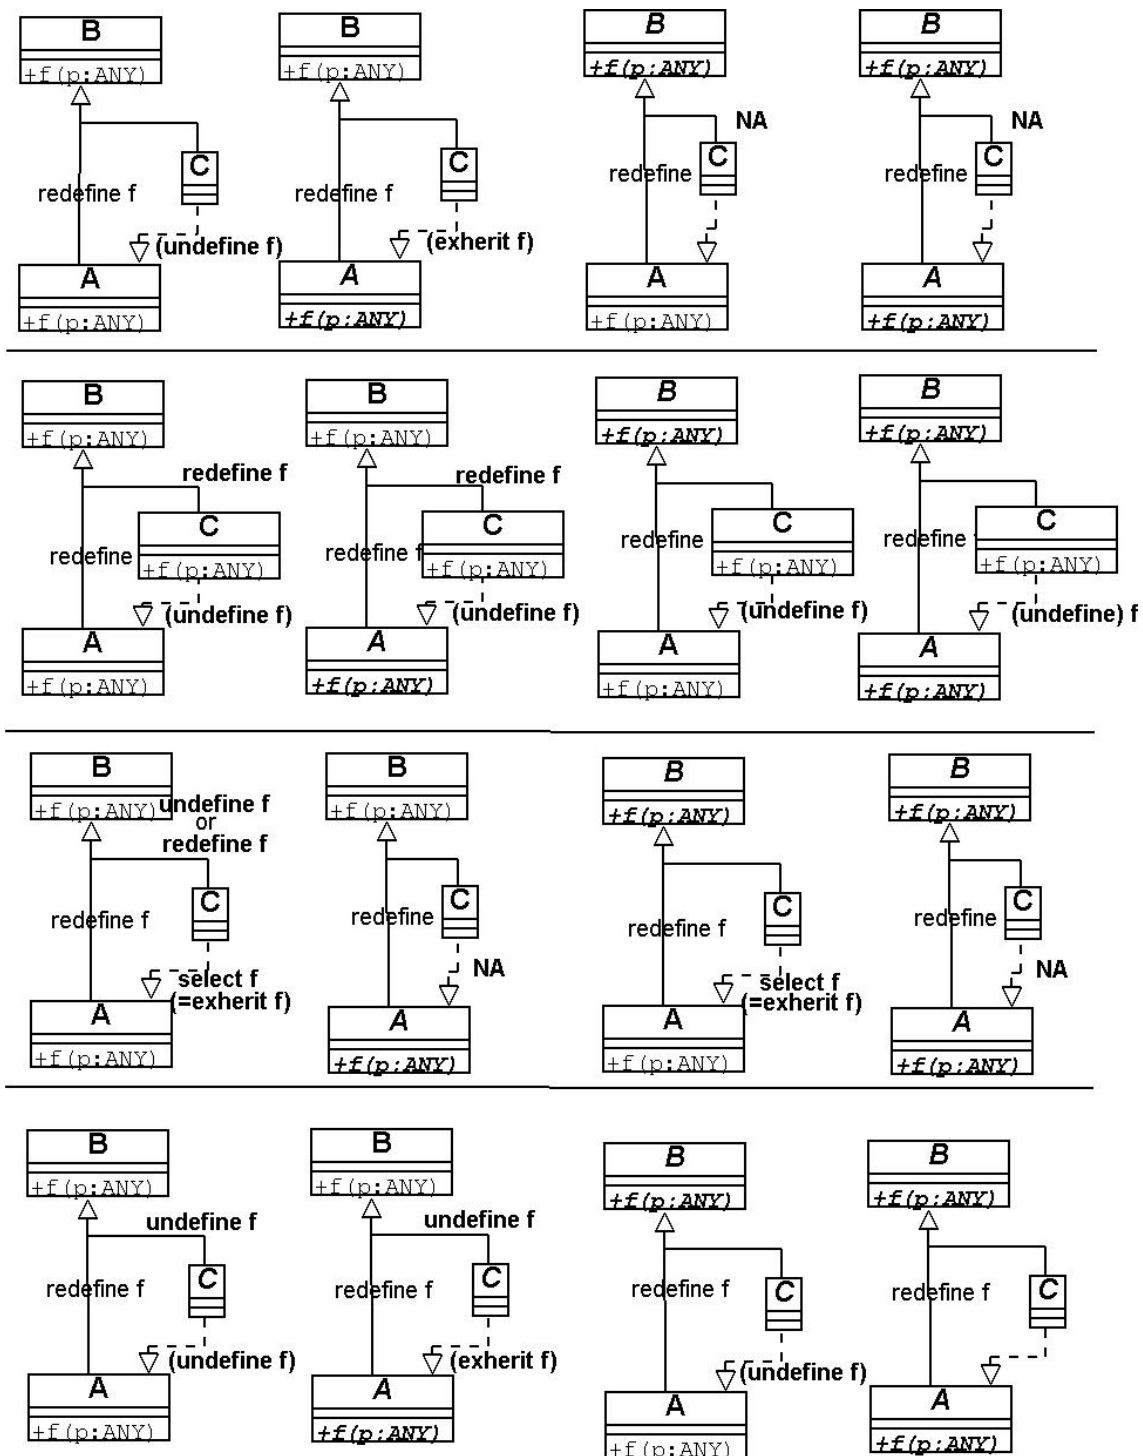 B
+f(p:ANY)
C
redefine f
(undefine f)
A
+f(p:ANY)
B
+f(p:ANY)
C
redefine f
(exherit f)
A
+f(p:ANY)
B
+f(p:ANY)
NA
C
redefine
A
+f(p:ANY)
B
+f(p:ANY)
NA
C
redefine
A
+f(p:ANY)
B
+f(p:ANY)
redefine f
C
redefine
+f(p:ANY)
(undefine f)
A
+f(p:ANY)
B
+f(p:ANY)
redefine f
C
redefine f
+f(p:ANY)
(undefine f)
A
+f(p:ANY)
B
+f(p:ANY)
C
redefine
+f(p:ANY)
(undefine f)
A
+f(p:ANY)
B
+f(p:ANY)
C
redefine
+f(p:ANY)
(undefine) f
A
+f(p:ANY)
B
+f(p:ANY)
undefine f
or
redefine f
C
redefine f
select f
(=exherit f)
A
+f(p:ANY)
B
+f(p:ANY)
C
redefine
NA
A
+f(p:ANY)
B
+f(p:ANY)
C
redefine f
select f
(=exherit f)
A
+f(p:ANY)
B
+f(p:ANY)
C
redefine
NA
A
+f(p:ANY)
B
+f(p:ANY)
undefine f
C
redefine f
(undefine f)
A
+f(p:ANY)
B
+f(p:ANY)
undefine f
C
redefine f
(exherit f)
A
+f(p:ANY)
B
+f(p:ANY)
C
redefine f
(undefine f)
A
+f(p:ANY)
B
+f(p:ANY)
C
redefine f
A
+f(p:ANY)